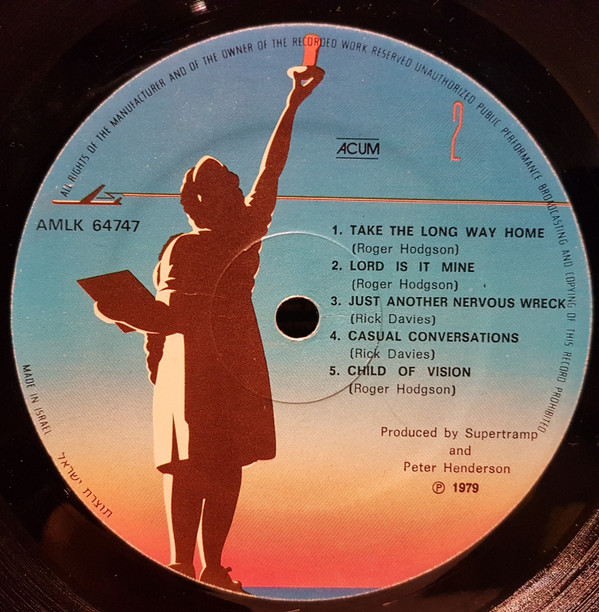 ALL RIGHTS OF THE MANUFACTURER AND OF THE OWNER OF THE RECORDED WORK RESERVED UNAUTHORIZED PUBLIC PERFORMANCE BROADCASTING AND COPYING OF THIS RECORD PROHIBITED
2
ACUM
AMLK 64747
1. TAKE THE LONG WAY HOME
(Roger Hodgson)
2. LORD IS IT MINE
(Roger Hodgson)
3. JUST ANOTHER NERVOUS WRECK
(Rick Davies)
4. CASUAL CONVERSATIONS
(Rick Davies)
5. CHILD OF VISION
(Roger Hodgson)
Produced by Supertramp
and
Peter Henderson
℗ 1979
MADE IN ISRAEL
תוצרת ישראל